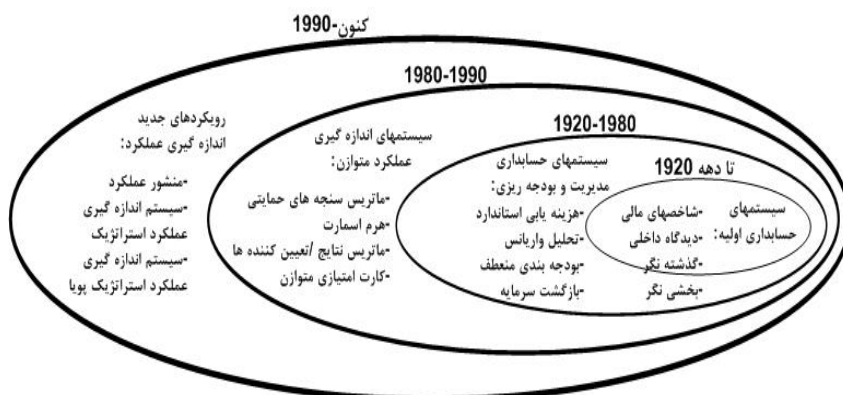 کنون-1990
1980-1990
1920-1980
تا دهه 1920
سیستمهای
حسابداری اولیه:
-شاخصهای مالی
-دیدگاه داخلی
-گذشته نگر
-بخشی نگر
سیستمهای حسابداری
مدیریت و بودجه ریزی:
-هزینه یابی استاندارد
-تحلیل واریانس
-بودجه بندی منعطف
-بازگشت سرمایه
سیستمهای اندازه گیری
عملکرد متوازن:
-ماتریس سنجه های حمایتی
-هرم اسمارت
-ماتریس نتایج /تعیین کننده ها
-کارت امتیازی متوازن
رویکردهای جدید
اندازه گیری عملکرد:
-منشور عملکرد
-سیستم اندازه گیری
عملکرد استراتژیک
-سیستم اندازه گیری
عملکرد استراتژیک پویا